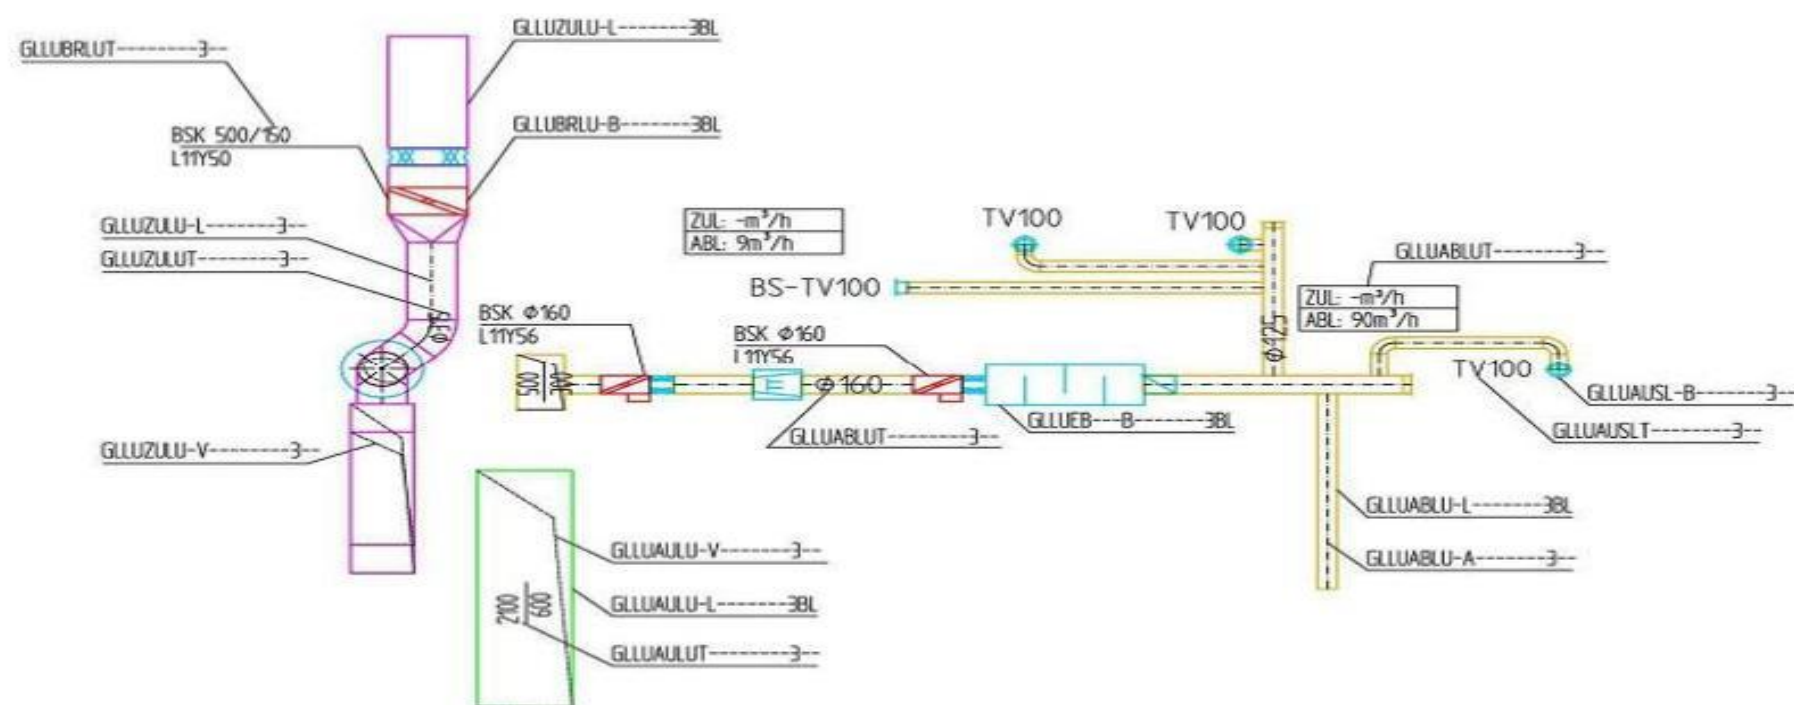 GLLUZULU-L-------3BL
GLLUBRLUT--------3--
GLLUBRLU-B-------3BL
BSK 500/150
L11Y50
GLLUZULU-L-------3--
GLLUZULUT--------3--
ZUL: -m³/h
ABL: 9m³/h
TV100
TV100
GLLUABLUT--------3--
BS-TV100
ZUL: -m³/h
ABL: 90m³/h
BSK Φ160
L11Y56
BSK Φ160
L11Y56
Φ125
500
Φ160
TV100
GLLUAUSL-B-------3--
GLLUEB---B-------3BL
GLLUABLUT--------3--
GLLUAUSLT--------3--
GLLUZULU-V-------3--
GLLUABLU-L-------3BL
GLLUAULU-V-------3--
GLLUABLU-A-------3--
2100
600
GLLUAULU-L-------3BL
GLLUAULUT--------3--